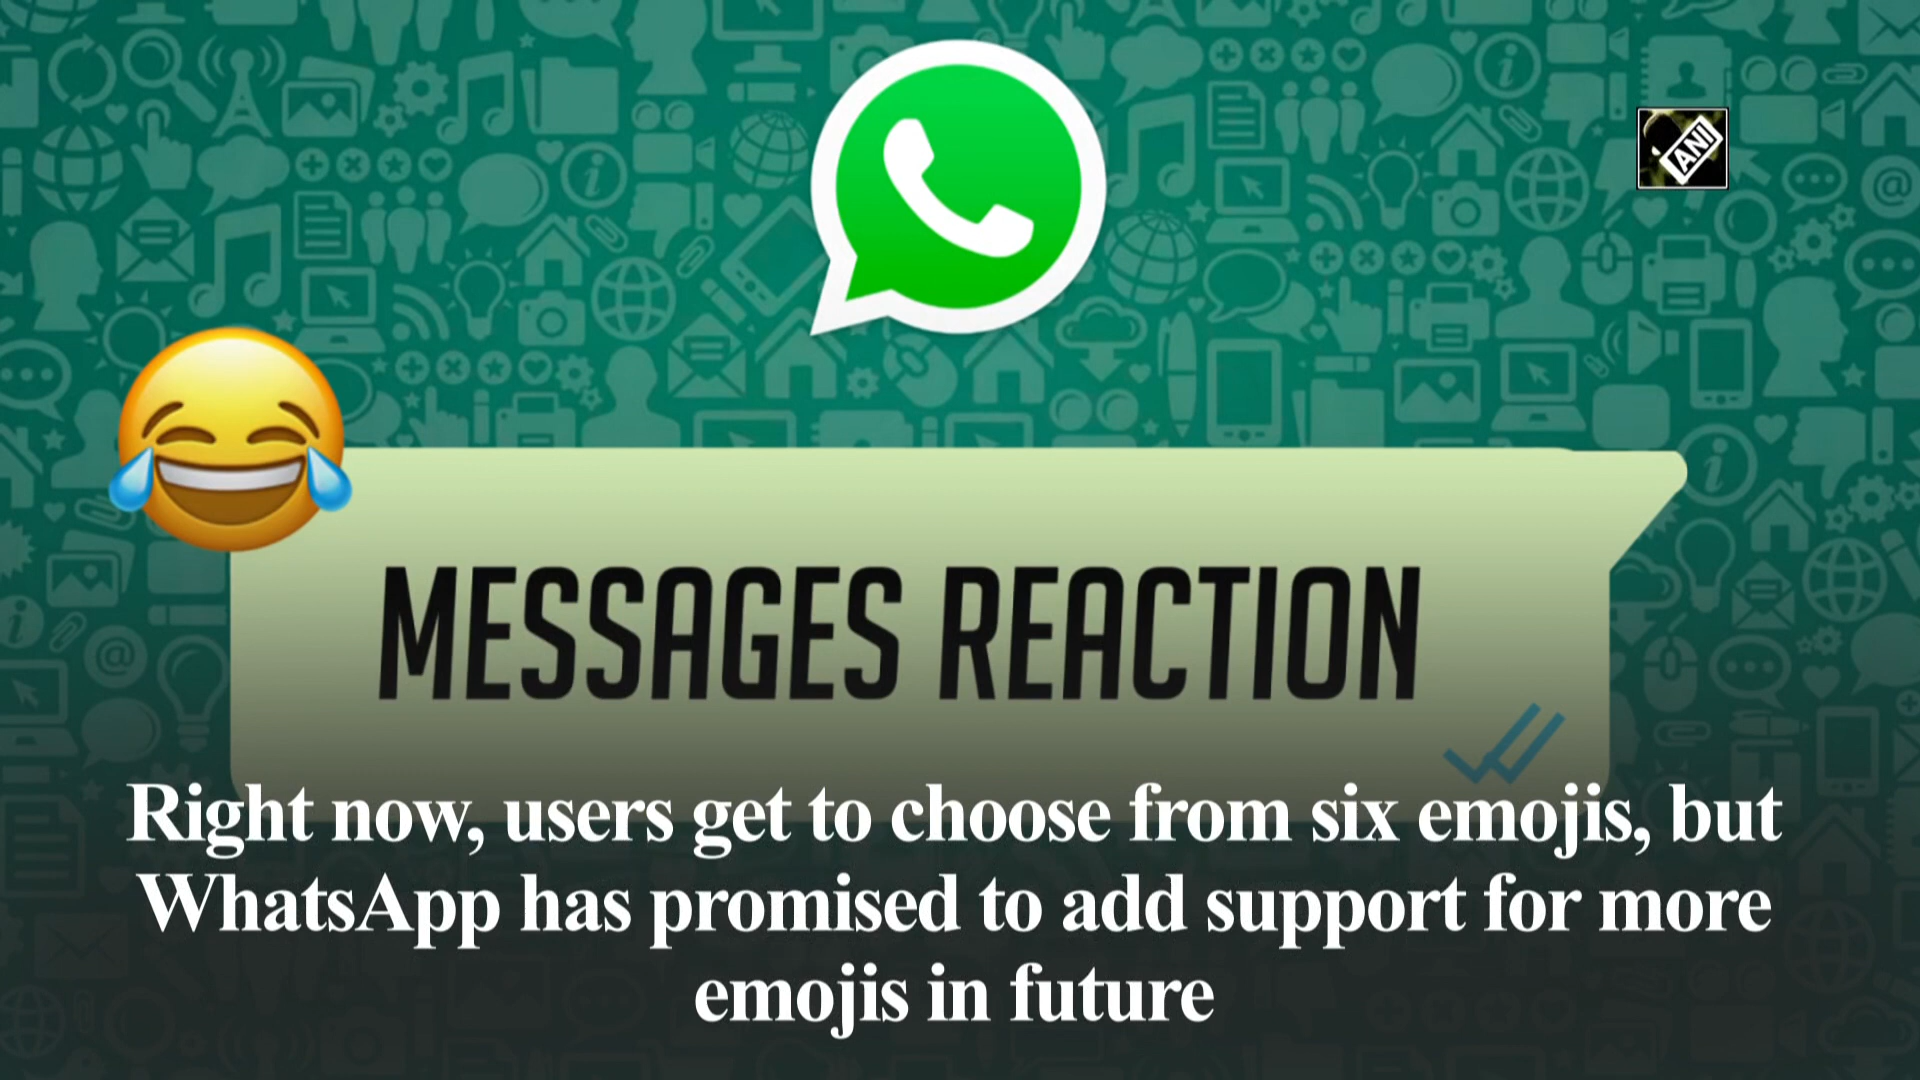 ANI
MESSAGES REACTION
Right now, users get to choose from six emojis, but
WhatsApp has promised to add support for more
emojis in future